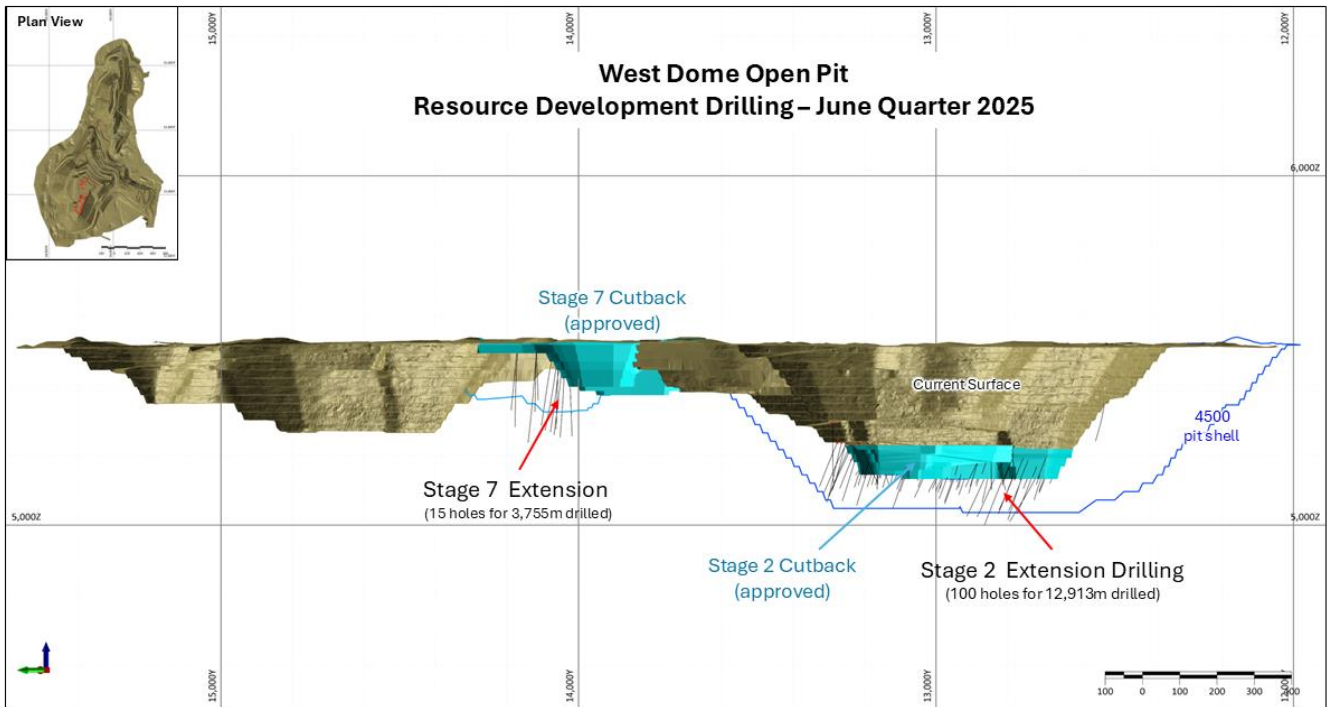 Plan View
15,000Y
14,000Y
13,000Y
12,000Y
West Dome Open Pit
Resource Development Drilling – June Quarter 2025
6,000Z
Stage 7 Cutback
(approved)
Current Surface
4500
pit shell
Stage 7 Extension
(15 holes for 3,755m drilled)
5,000Z
5,000Z
Stage 2 Cutback
(approved)
Stage 2 Extension Drilling
(100 holes for 12,913m drilled)
15,000Y
14,000Y
13,000Y
100 0 100 200 300